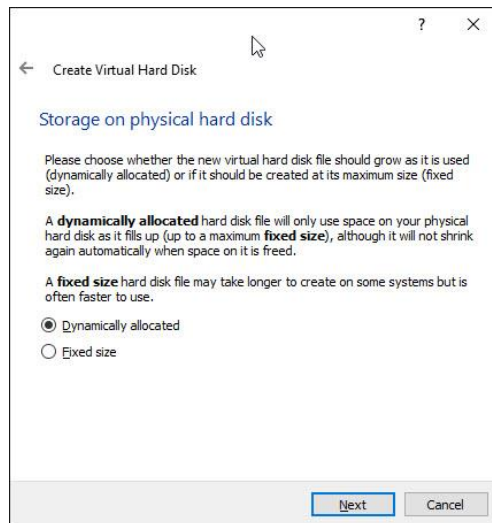 ?
Create Virtual Hard Disk
Storage on physical hard disk
Please choose whether the new virtual hard disk file should grow as it is used
(dynamically allocated) or if it should be created at its maximum size (fixed
size).
A dynamically allocated hard disk file will only use space on your physical
hard disk as it fills up (up to a maximum fixed size), although it will not shrink
again automatically when space on it is freed.
A fixed size hard disk file may take longer to create on some systems but is
often faster to use.
Dynamically allocated
Fixed size
Next Cancel